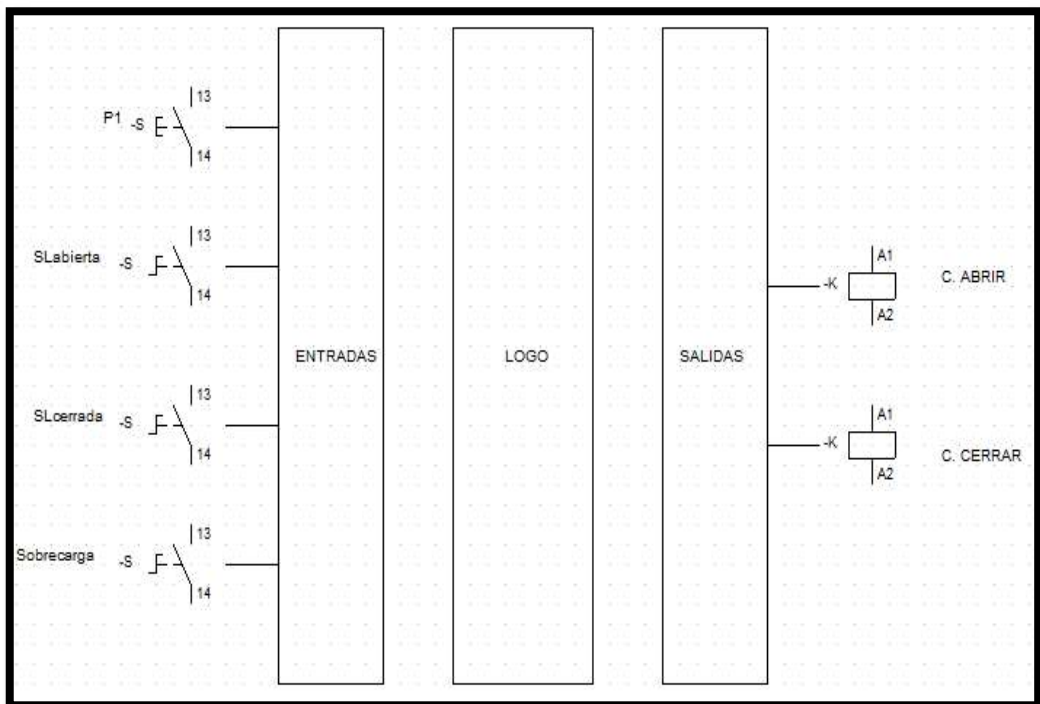 13
P1 -S
14
13
SLabierta -S
14
A1
-K C. ABRIR
A2
ENTRADAS LOGO SALIDAS
13
SLcerrada -S
14
A1
-K C. CERRAR
A2
13
Sobrecarga -S
14